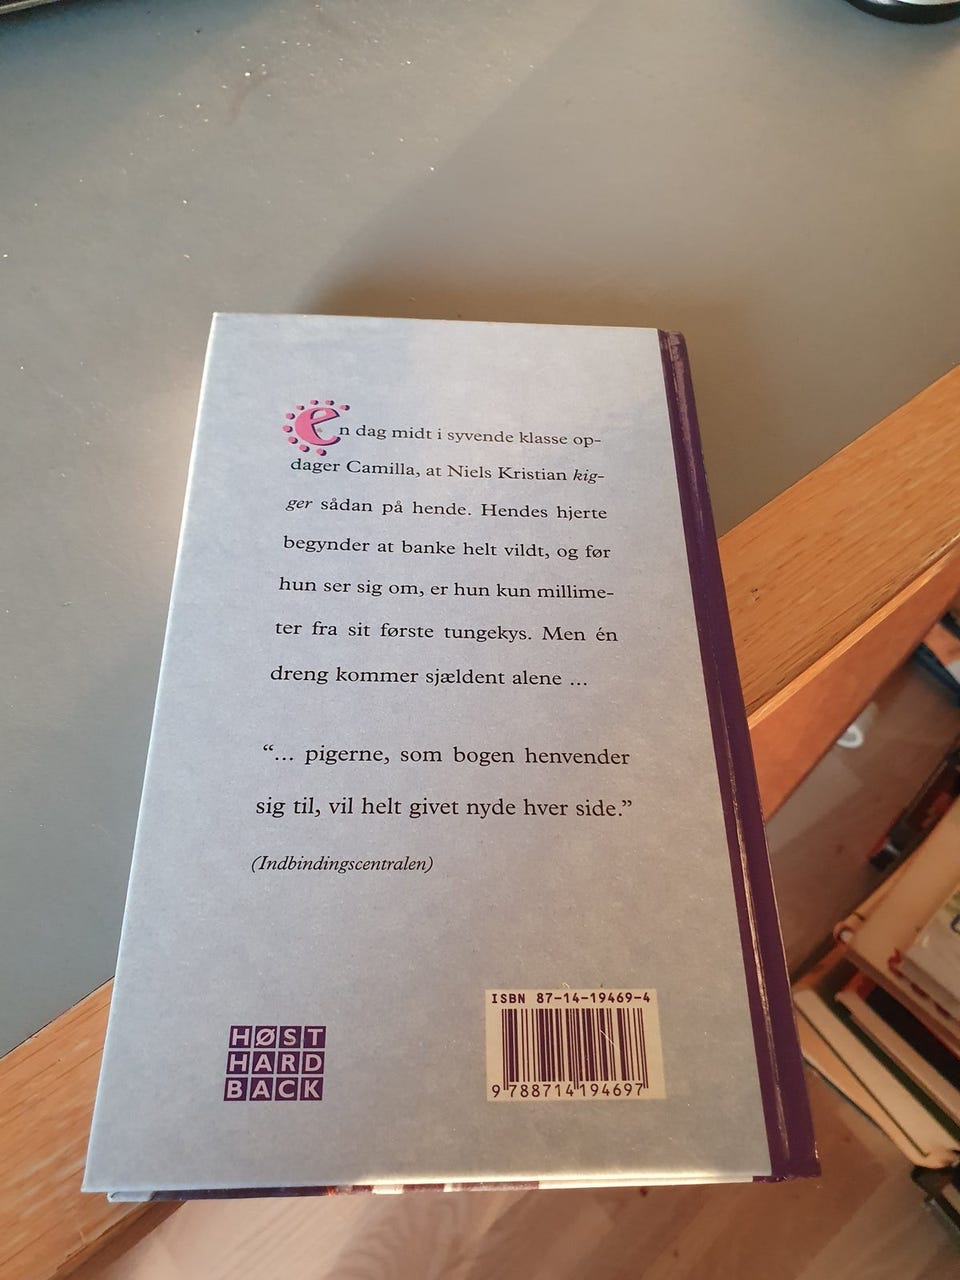 en dag midt i syvende klasse op-
dager Camilla, at Niels Kristian kig-
ger sådan på hende. Hendes hjerte
begynder at banke helt vildt, og før
hun ser sig om, er hun kun millime-
ter fra sit første tungekys. Men én
dreng kommer sjældent alene ...
“... pigerne, som bogen henvender
sig til, vil helt givet nyde hver side.”
(Indbindingscentralen)
HØST
HARD
BACK
ISBN 87-14-19469-4
9 788714 194697